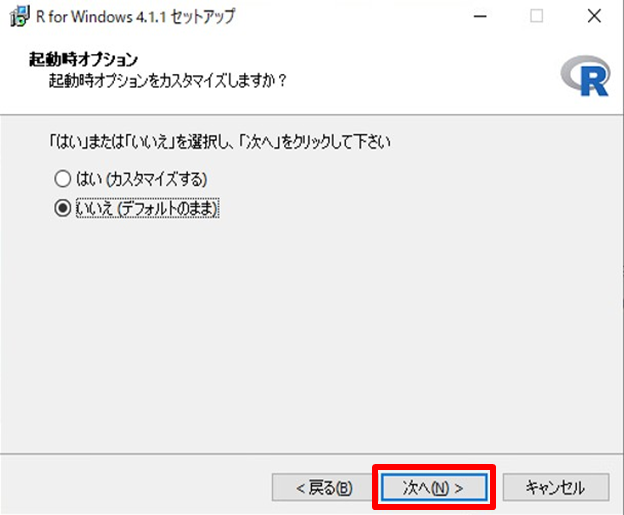 R for Windows 4.1.1 セットアップ
起動時オプション
起動時オプションをカスタマイズしますか？
R
「はい」または「いいえ」を選択し、「次へ」をクリックして下さい
はい (カスタマイズする)
いいえ (デフォルトのまま)
< 戻る(B) 次へ(N) > キャンセル